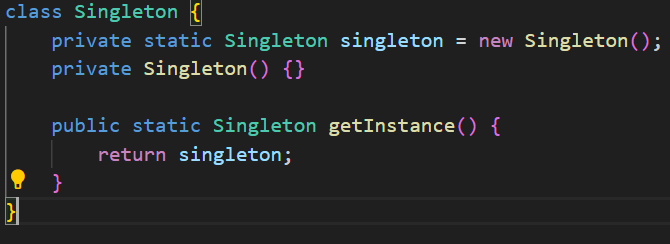 class Singleton {
    private static Singleton singleton = new Singleton();
    private Singleton() {}

    public static Singleton getInstance() {
        return singleton;
    }
}